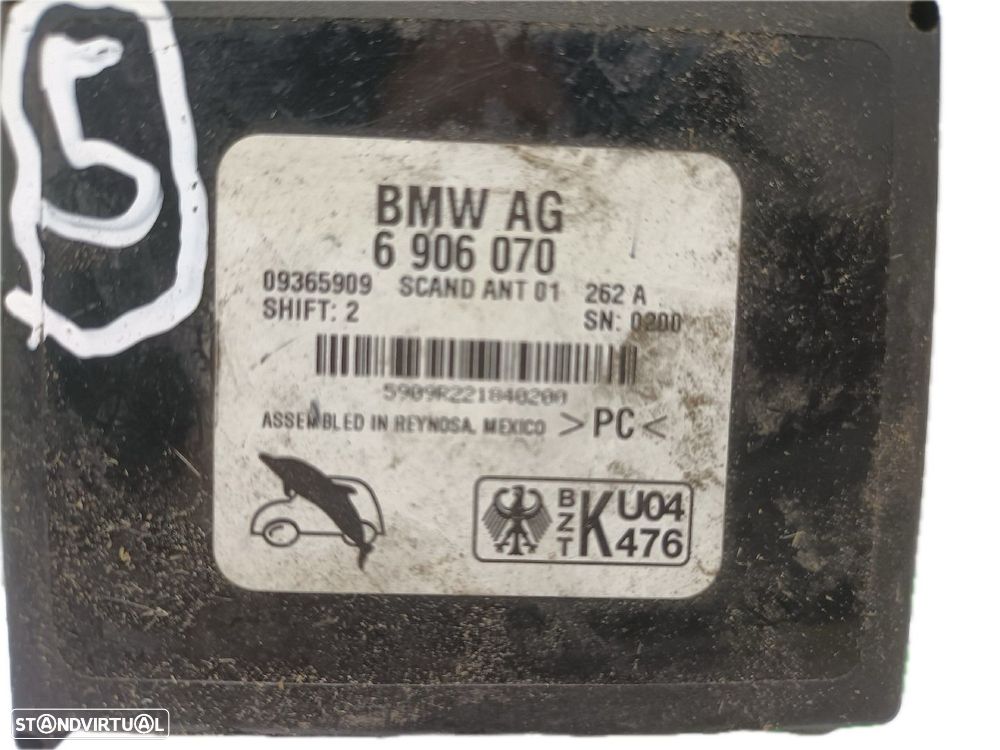 5
BMW AG
6 906 070
09365909 SCAND ANT 01 262 A
SHIFT: 2 SN: 0200
5909R221840200
ASSEMBLED IN REYNOSA, MEXICO >PC<
BZT K U04 476
STANDVIRTUAL